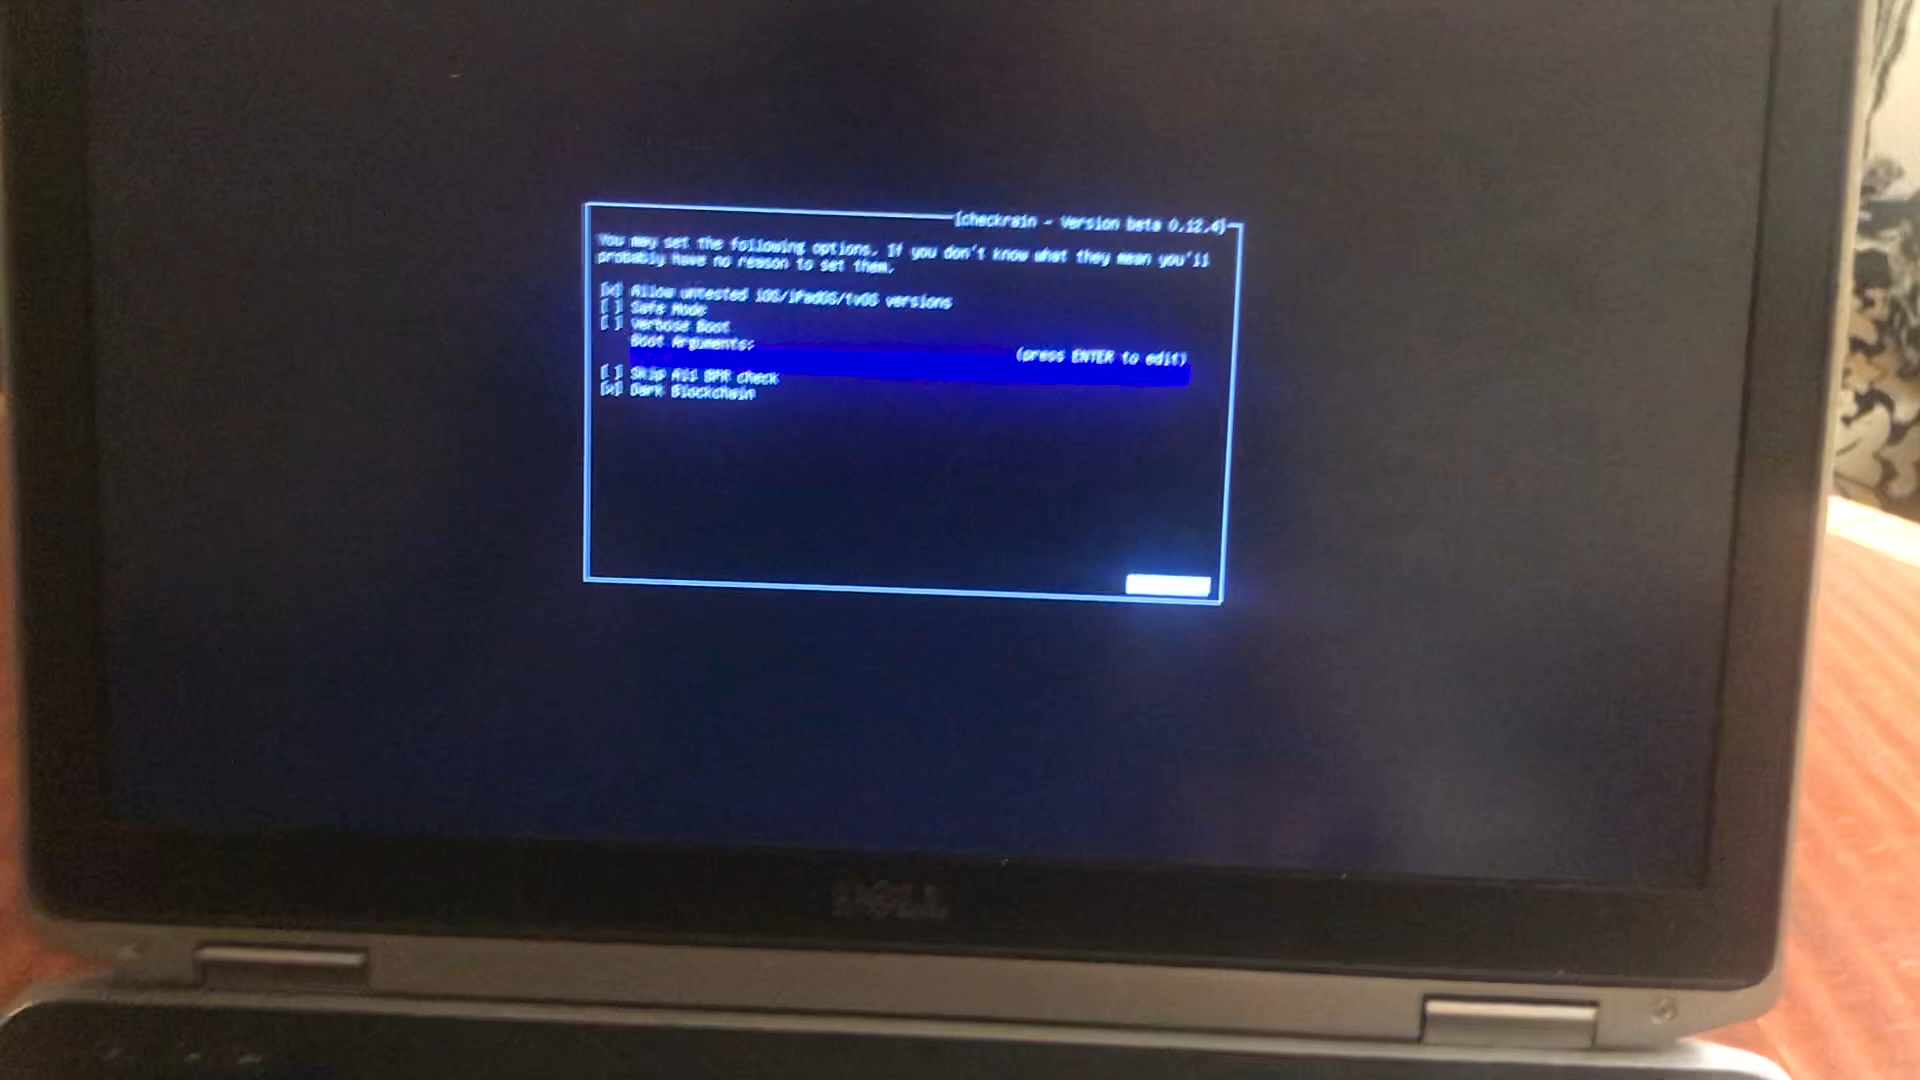 [checkra1n - Version beta 0.12.4]
You may set the following options. If you don't know what they mean you'll
probably have no reason to set them.
[x] Allow untested iOS/iPadOS/tvOS versions
[ ] Safe Mode
[ ] Verbose Boot
Boot Arguments:
(press ENTER to edit)
[ ] Skip A11 BPR check
[x] Dark Blockchain
DELL